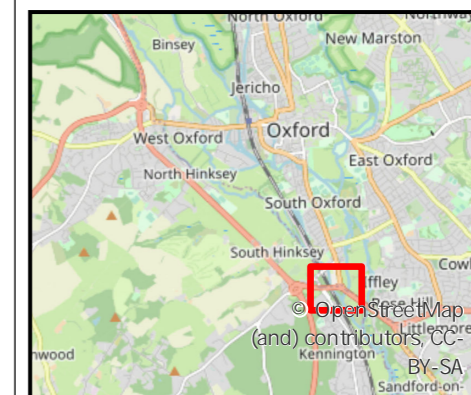 North Oxford
Northway
Binsey
New Marston
Jericho
West Oxford
Oxford
East Oxford
North Hinksey
South Oxford
South Hinksey
Cowl
ffley
Rose Hill
© OpenStreetMap
Littlemore
(and) contributors, CC-
nwood
Kennington
BY-SA
Sandford-on-